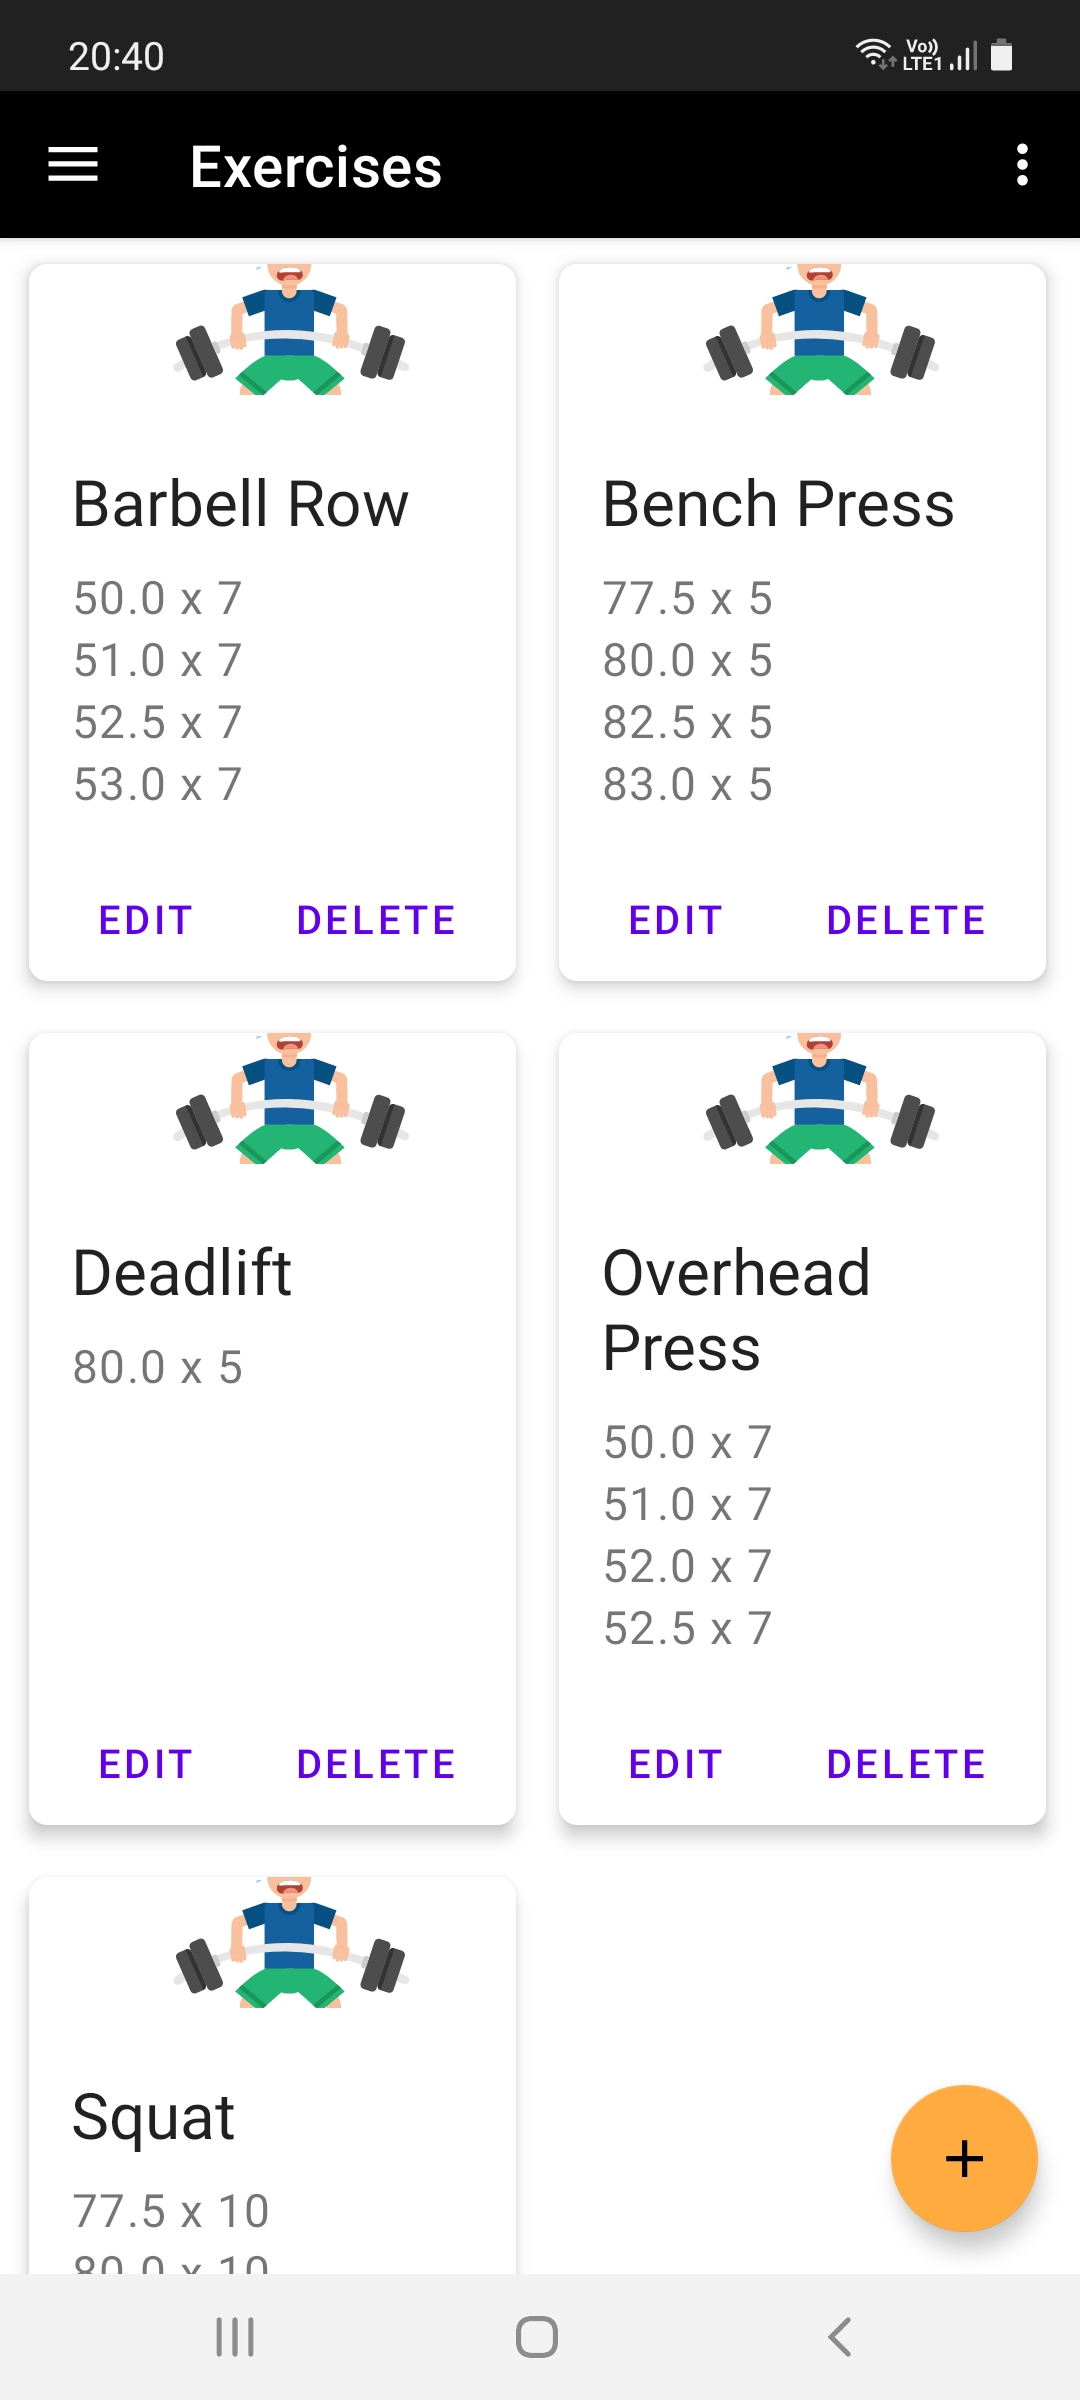 20:40
Vo))
LTE1
Exercises
Barbell Row
50.0 x 7
51.0 x 7
52.5 x 7
53.0 x 7
EDIT DELETE
Bench Press
77.5 x 5
80.0 x 5
82.5 x 5
83.0 x 5
EDIT DELETE
Deadlift
80.0 x 5
EDIT DELETE
Overhead
Press
50.0 x 7
51.0 x 7
52.0 x 7
52.5 x 7
EDIT DELETE
Squat
77.5 x 10
80.0 x 10